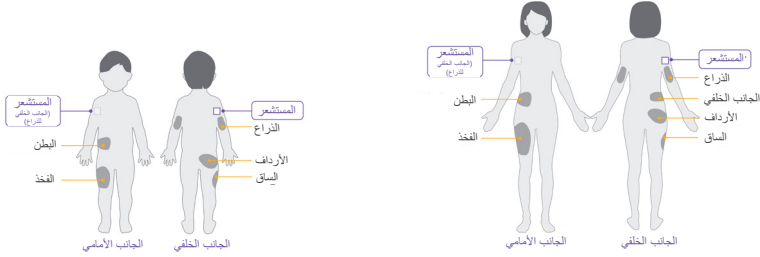 المستشعر
(الجانب الخلفي
للذراع)
البطن
الفخذ
الجانب الأمامي
المستشعر
الذراع
الأرداف
الساق
الجانب الخلفي
المستشعر
(الجانب الخلفي
للذراع)
البطن
الفخذ
الجانب الأمامي
المستشعر
الذراع
الجانب الخلفي
الأرداف
الساق
الجانب الخلفي